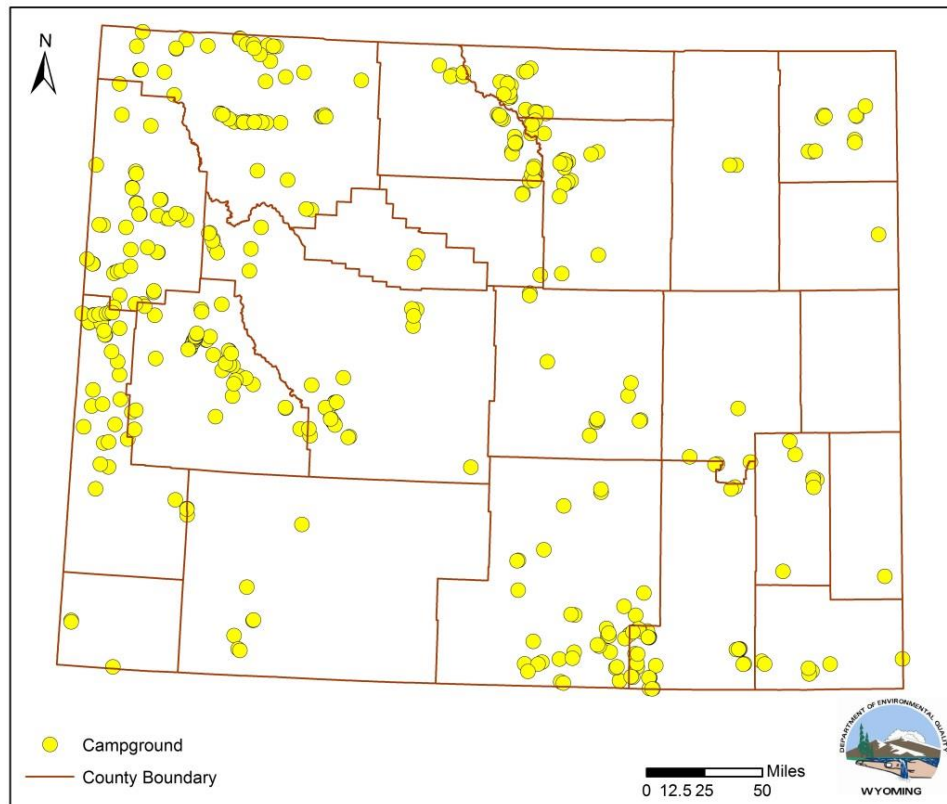 N
Campground
County Boundary
Miles
0 12.5 25 50
DEPARTMENT OF ENVIRONMENTAL QUALITY
WYOMING